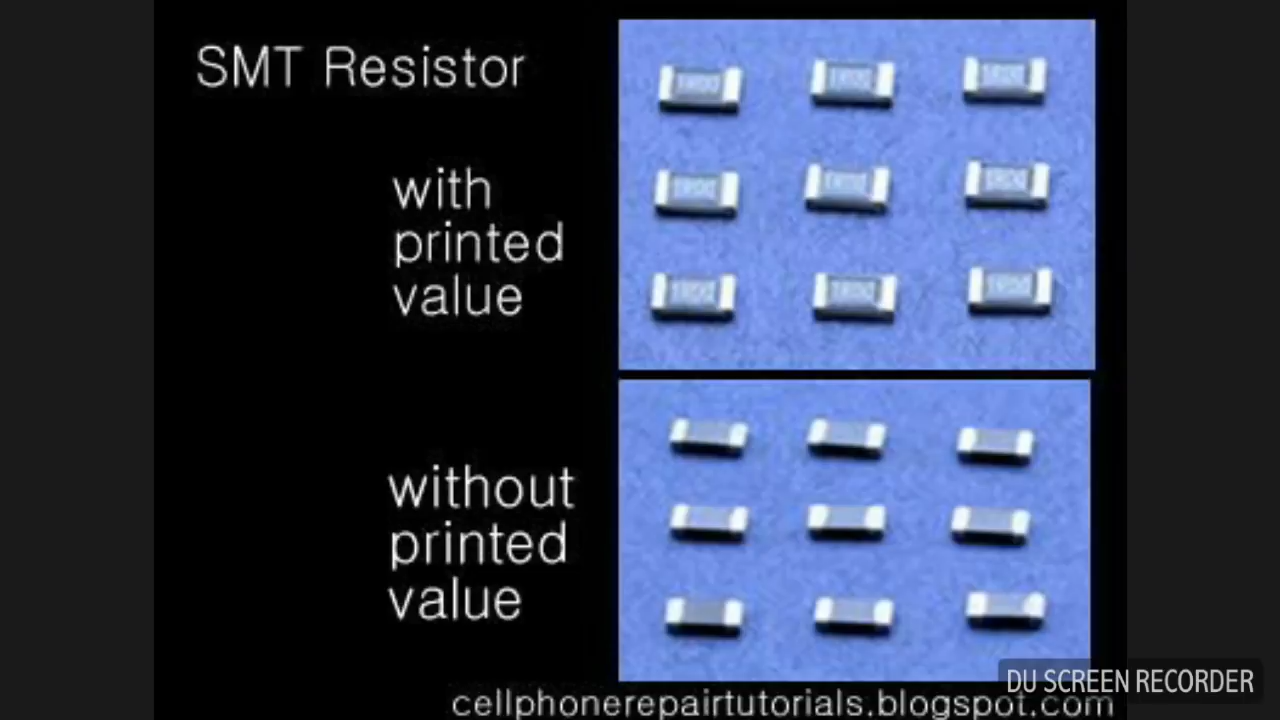 SMT Resistor
with
printed
value
without
printed
value
DU SCREEN RECORDER
cellphonerepairtutorials.blogspot.com